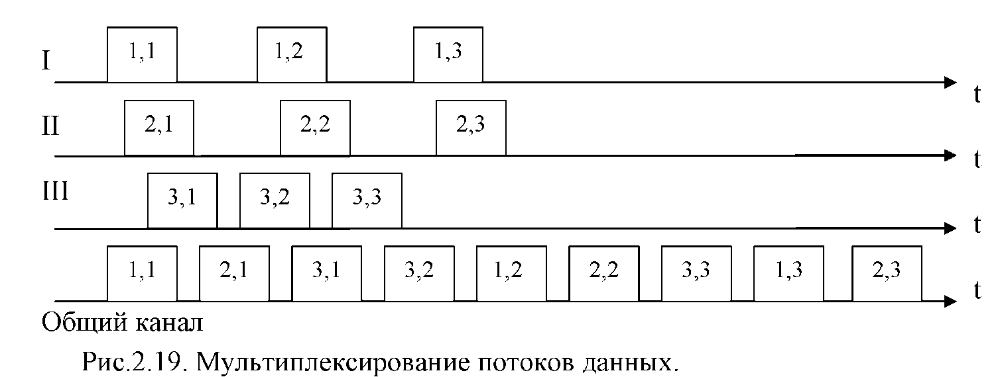 I 1,1 1,2 1,3 t
II 2,1 2,2 2,3 t
III 3,1 3,2 3,3 t
1,1 2,1 3,1 3,2 1,2 2,2 3,3 1,3 2,3 t
Общий канал
Рис.2.19. Мультиплексирование потоков данных.